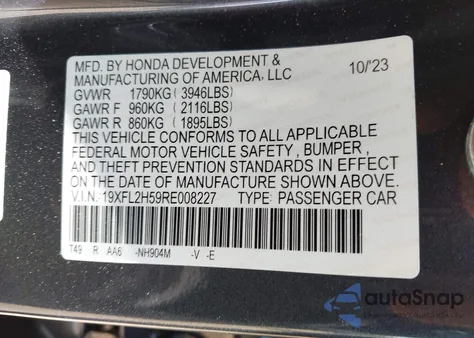 MFD. BY HONDA DEVELOPMENT & 10/23
MANUFACTURING OF AMERICA, LLC
GVWR 1790KG (3946LBS)
GAWR F 960KG (2116LBS)
GAWR R 860KG (1895LBS)
THIS VEHICLE CONFORMS TO ALL APPLICABLE
FEDERAL MOTOR VEHICLE SAFETY, BUMPER,
AND THEFT PREVENTION STANDARDS IN EFFECT
ON THE DATE OF MANUFACTURE SHOWN ABOVE.
V.I.N. 19XFL2H59RE008227 TYPE: PASSENGER CAR
T49 R AA6 -NH904M -V -E
autoSnap